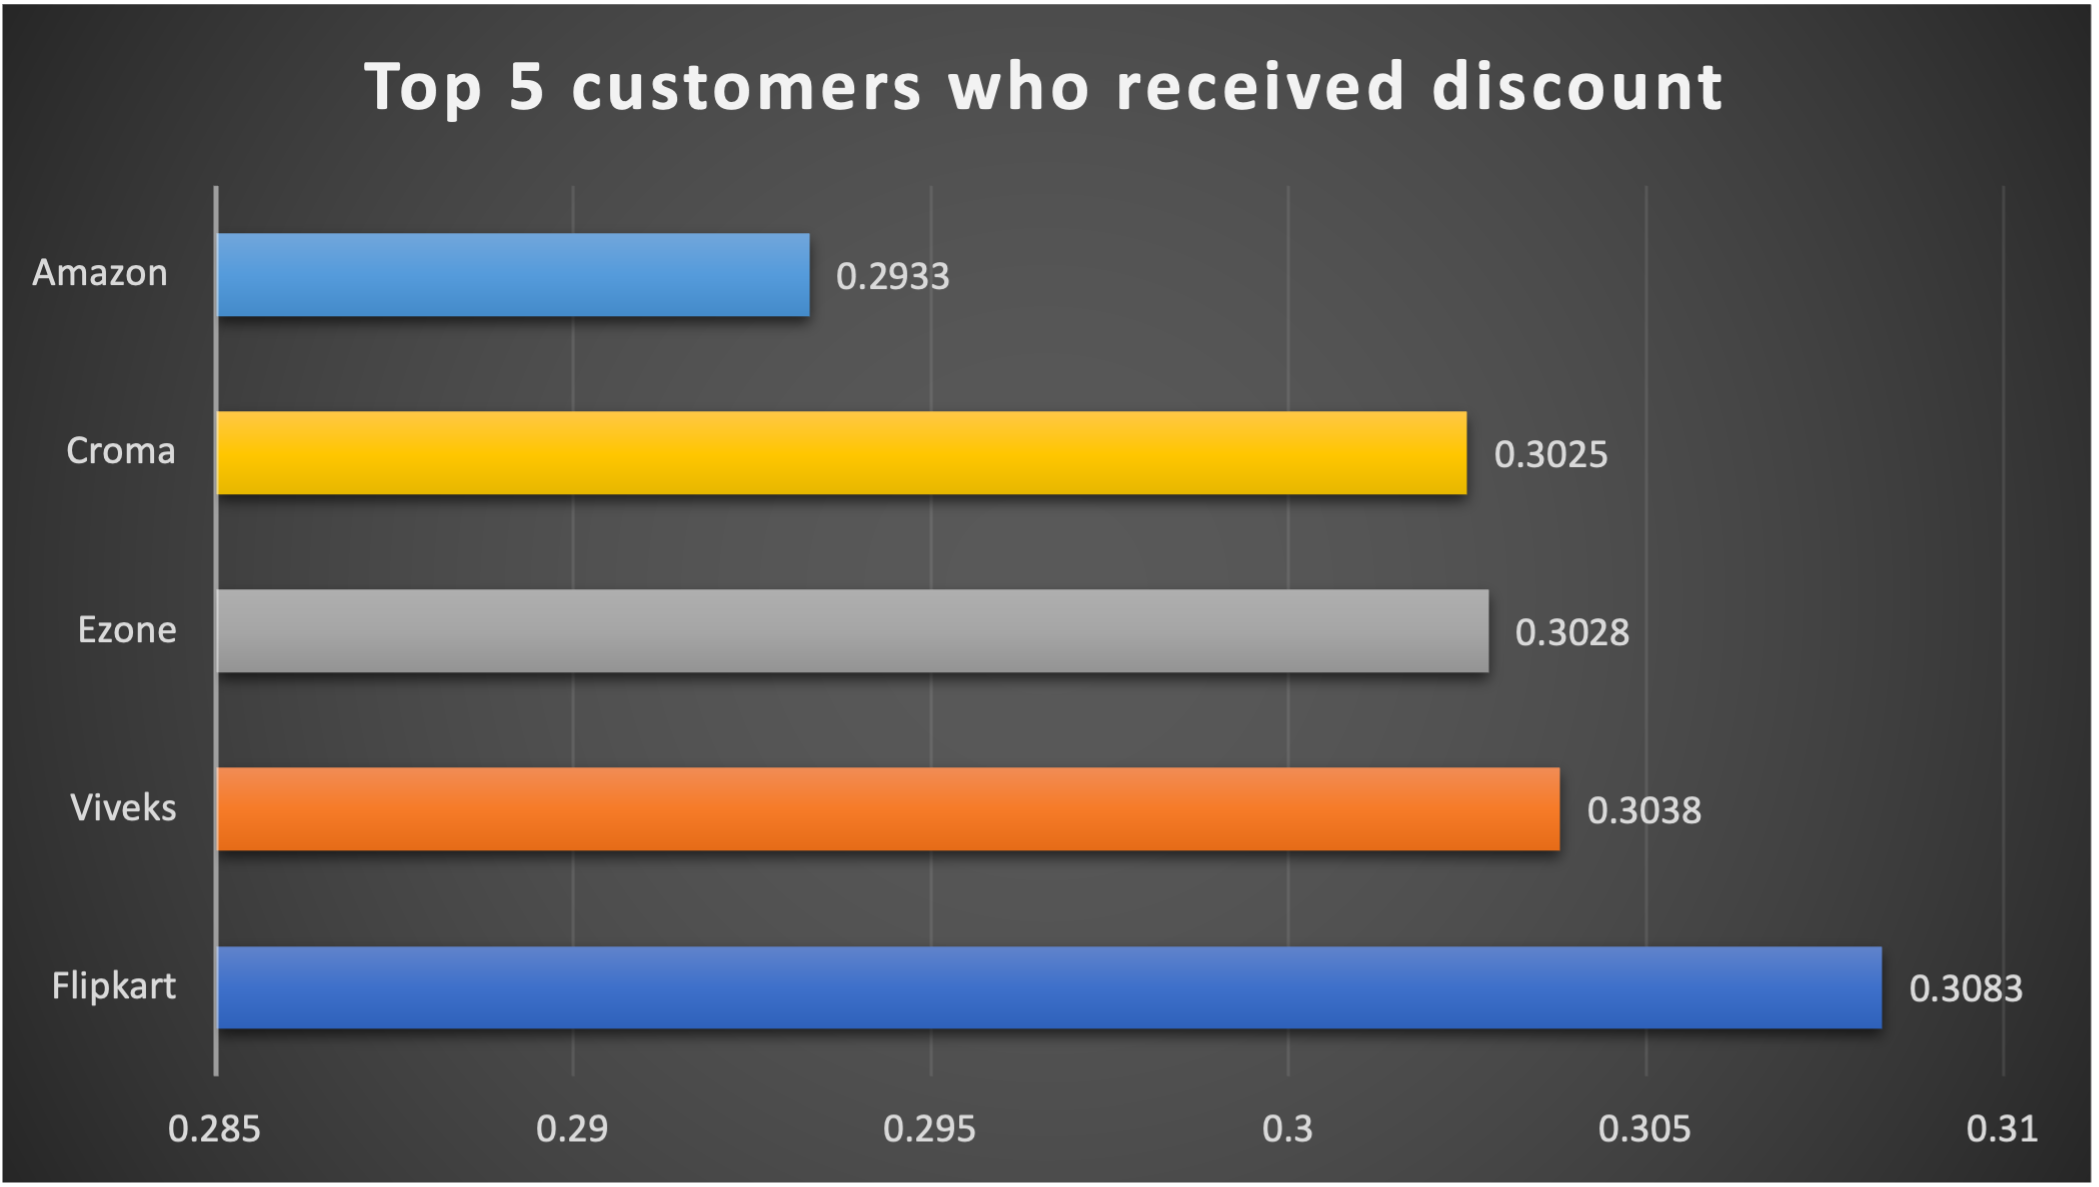 Top 5 customers who received discount
Amazon 0.2933
Croma 0.3025
Ezone 0.3028
Viveks 0.3038
Flipkart 0.3083
0.285 0.29 0.295 0.3 0.305 0.31